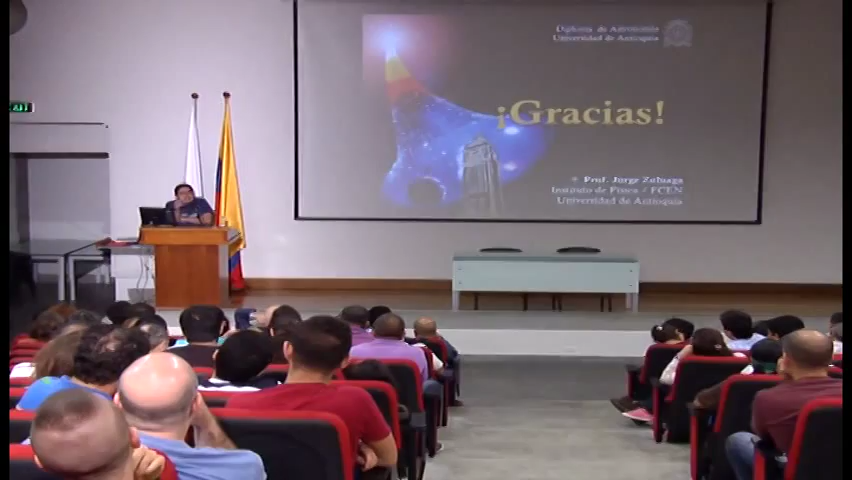 Diploma de Astronomía
Universidad de Antioquia
¡Gracias!
Prof. Jorge Zuluaga
Instituto de Física / FCEN
Universidad de Antioquia